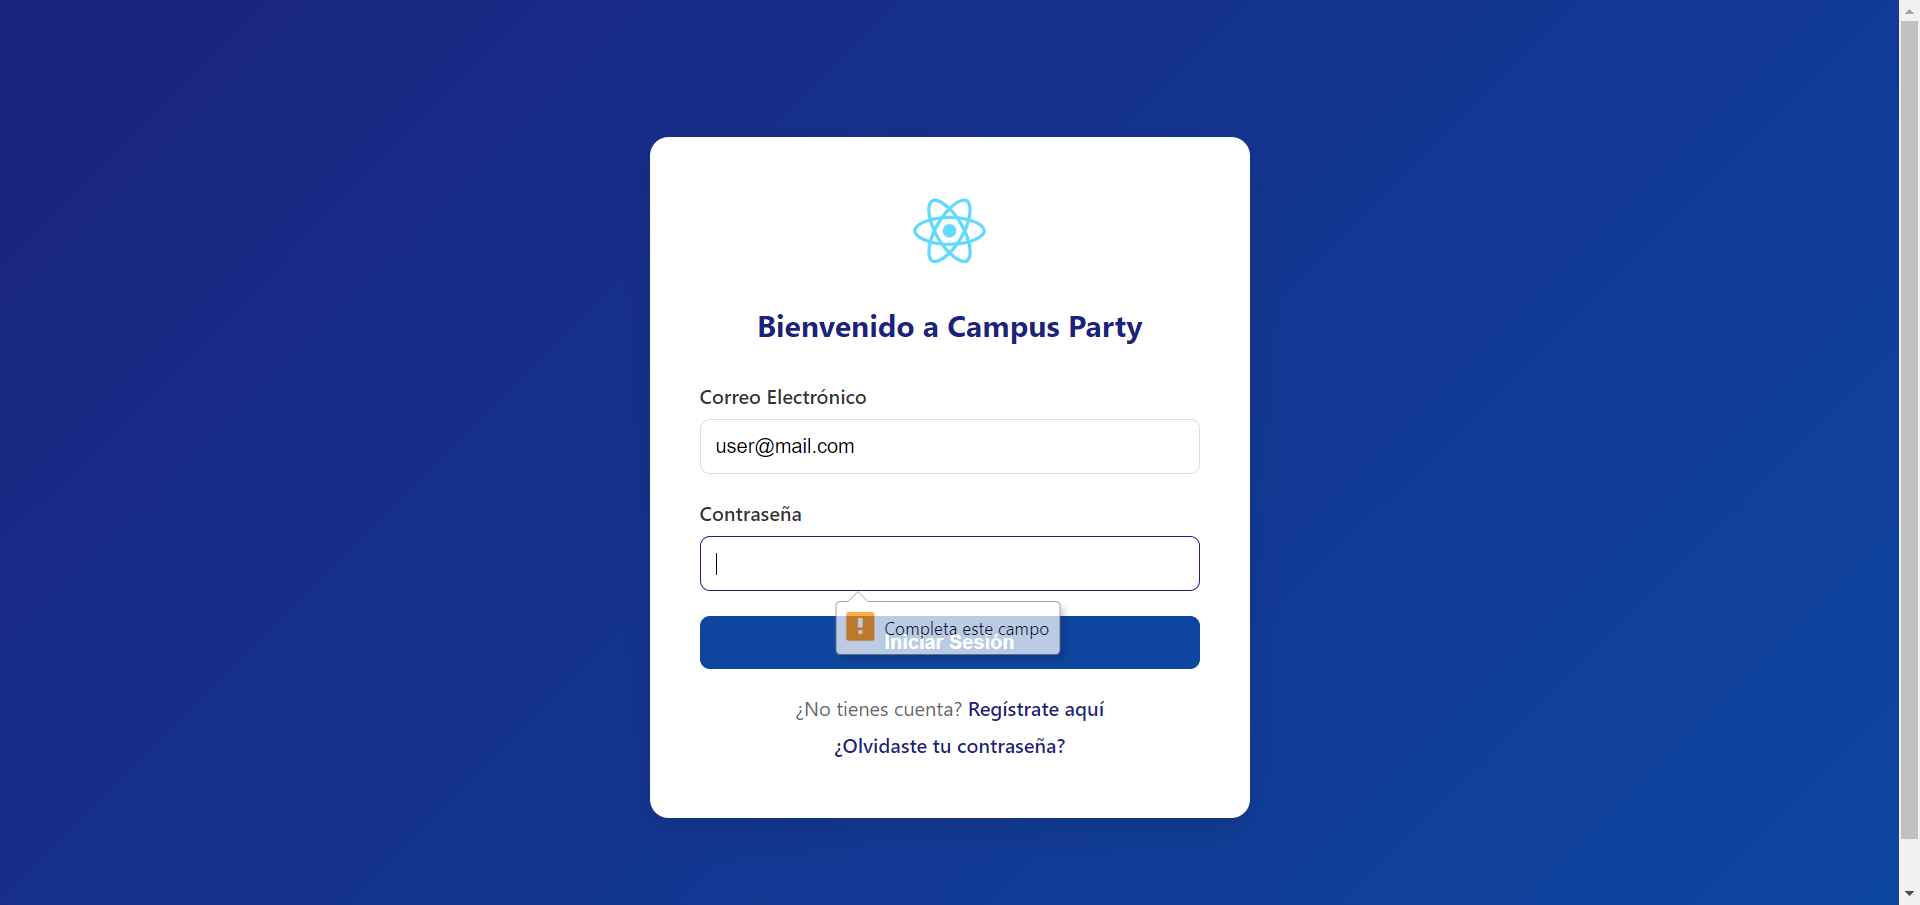 Bienvenido a Campus Party
Correo Electrónico
user@mail.com
Contraseña
Completa este campo
Iniciar Sesión
¿No tienes cuenta? Regístrate aquí
¿Olvidaste tu contraseña?